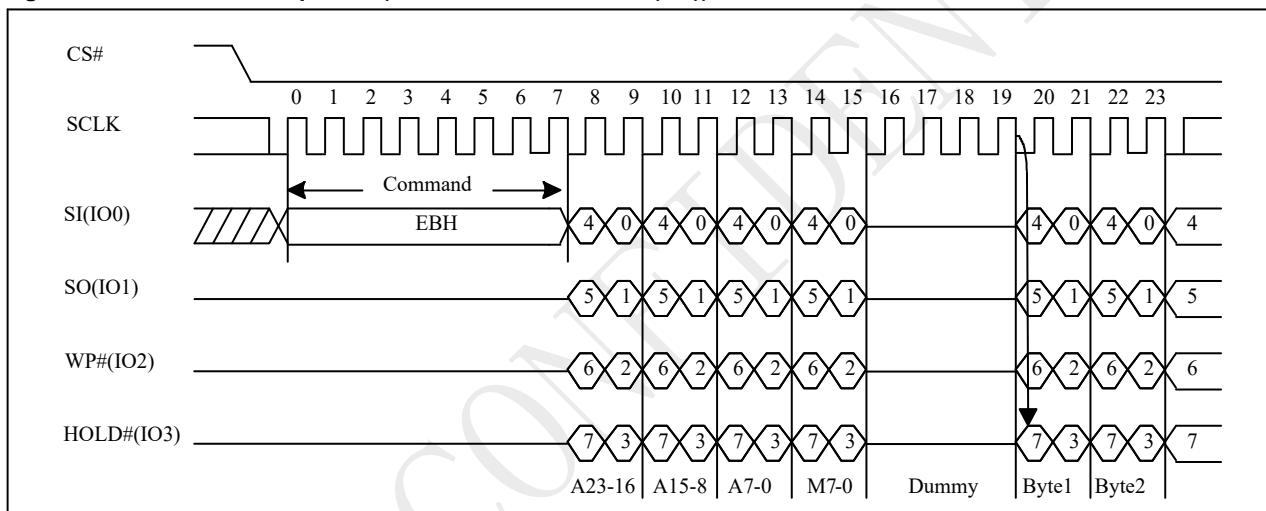 CS#
0 1 2 3 4 5 6 7 8 9 10 11 12 13 14 15 16 17 18 19 20 21 22 23
SCLK
Command
SI(IO0) EBH 4 0 4 0 4 0 4 0 4 0 4 0 4
SO(IO1) 5 1 5 1 5 1 5 1 5 1 5 1 5
WP#(IO2) 6 2 6 2 6 2 6 2 6 2 6 2 6
HOLD#(IO3) 7 3 7 3 7 3 7 3 7 3 7 3 7
A23-16 A15-8 A7-0 M7-0 Dummy Byte1 Byte2